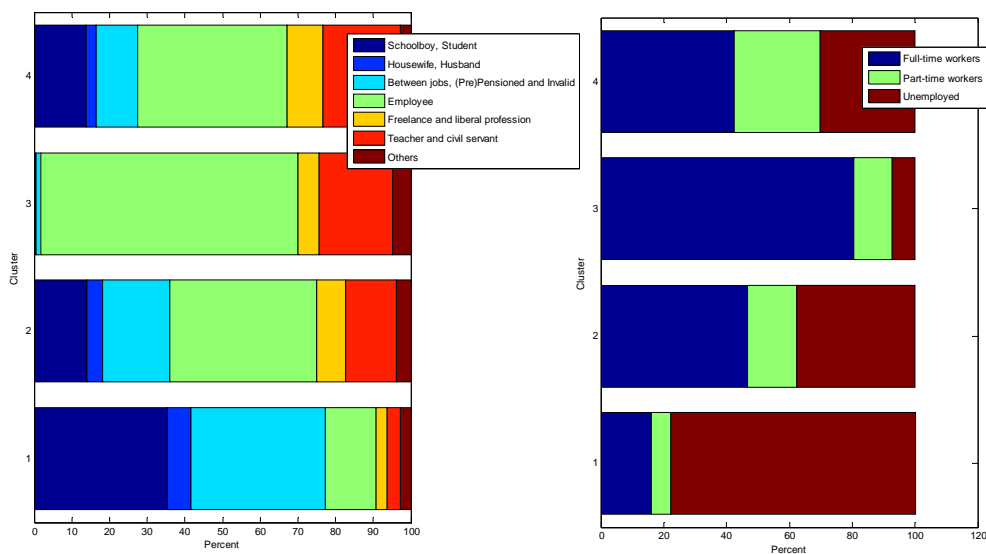 4
3
2
1
Cluster
0 10 20 30 40 50 60 70 80 90 100
Percent
Schoolboy, Student
Housewife, Husband
Between jobs, (Pre)Pensioned and Invalid
Employee
Freelance and liberal profession
Teacher and civil servant
Others
4
3
2
1
Cluster
0 20 40 60 80 100 120
Percent
Full-time workers
Part-time workers
Unemployed